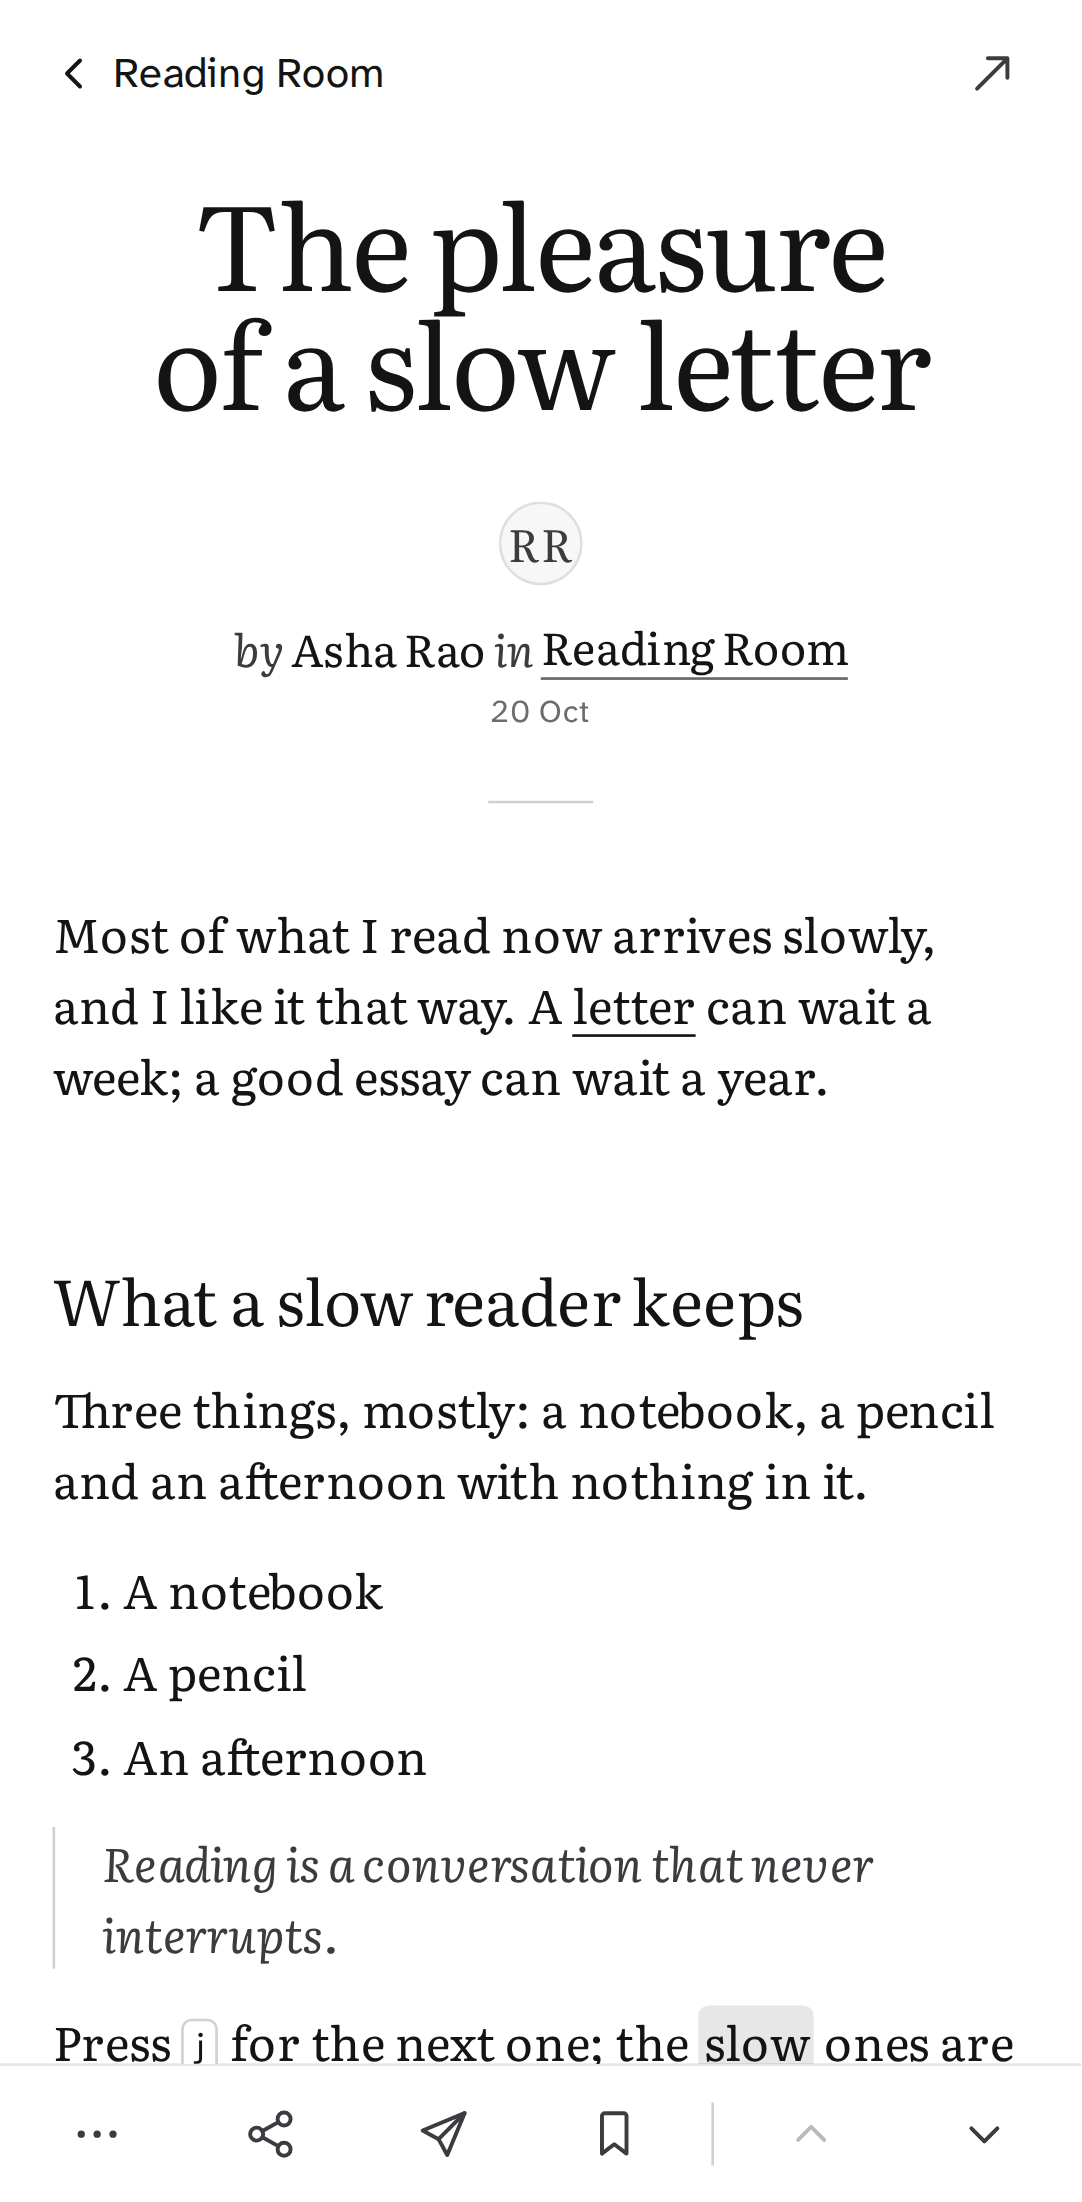 Reading Room
The pleasure
of a slow letter
RR
by Asha Rao in Reading Room
20 Oct
Most of what I read now arrives slowly,
and I like it that way. A letter can wait a
week; a good essay can wait a year.
What a slow reader keeps
Three things, mostly: a notebook, a pencil
and an afternoon with nothing in it.
1. A notebook
2. A pencil
3. An afternoon
Reading is a conversation that never
interrupts.
Press j for the next one; the slow ones are